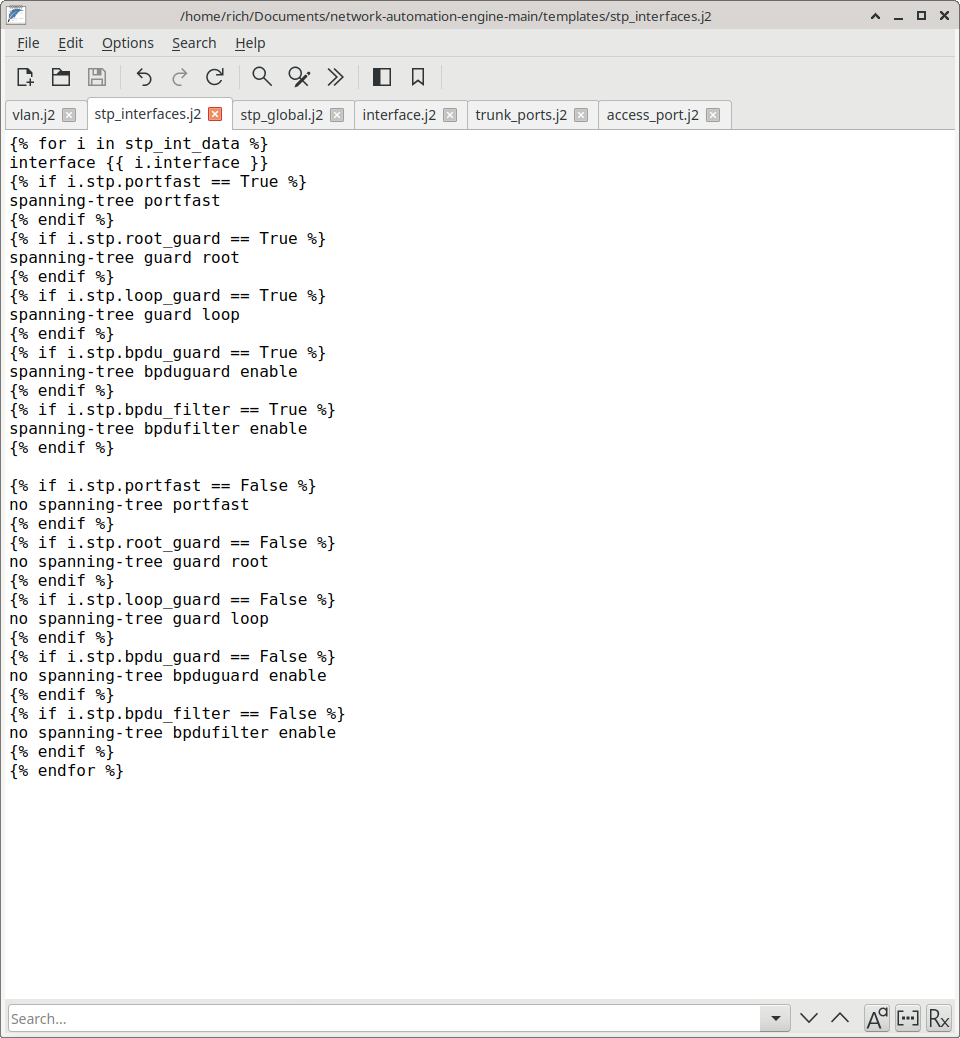 /home/rich/Documents/network-automation-engine-main/templates/stp_interfaces.j2
File Edit Options Search Help
vlan.j2 stp_interfaces.j2 stp_global.j2 interface.j2 trunk_ports.j2 access_port.j2
{% for i in stp_int_data %}
interface {{ i.interface }}
{% if i.stp.portfast == True %}
spanning-tree portfast
{% endif %}
{% if i.stp.root_guard == True %}
spanning-tree guard root
{% endif %}
{% if i.stp.loop_guard == True %}
spanning-tree guard loop
{% endif %}
{% if i.stp.bpdu_guard == True %}
spanning-tree bpduguard enable
{% endif %}
{% if i.stp.bpdu_filter == True %}
spanning-tree bpdufilter enable
{% endif %}

{% if i.stp.portfast == False %}
no spanning-tree portfast
{% endif %}
{% if i.stp.root_guard == False %}
no spanning-tree guard root
{% endif %}
{% if i.stp.loop_guard == False %}
no spanning-tree guard loop
{% endif %}
{% if i.stp.bpdu_guard == False %}
no spanning-tree bpduguard enable
{% endif %}
{% if i.stp.bpdu_filter == False %}
no spanning-tree bpdufilter enable
{% endif %}
{% endfor %}
Search... Aa [...] Rx